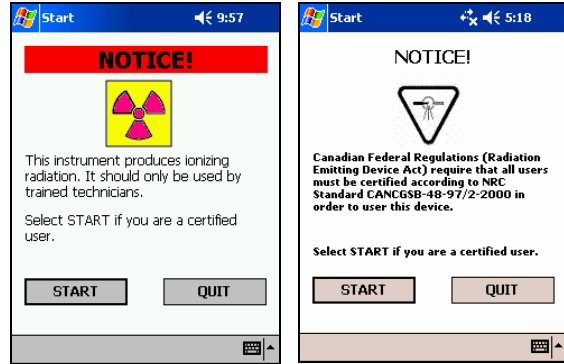 Start 9:57
NOTICE!
This instrument produces ionizing
radiation. It should only be used by
trained technicians.
Select START if you are a certified
user.
START QUIT
Start 5:18
NOTICE!
Canadian Federal Regulations (Radiation
Emitting Device Act) require that all users
must be certified according to NRC
Standard CANCGSB-48-97/2-2000 in
order to user this device.
Select START if you are a certified user.
START QUIT